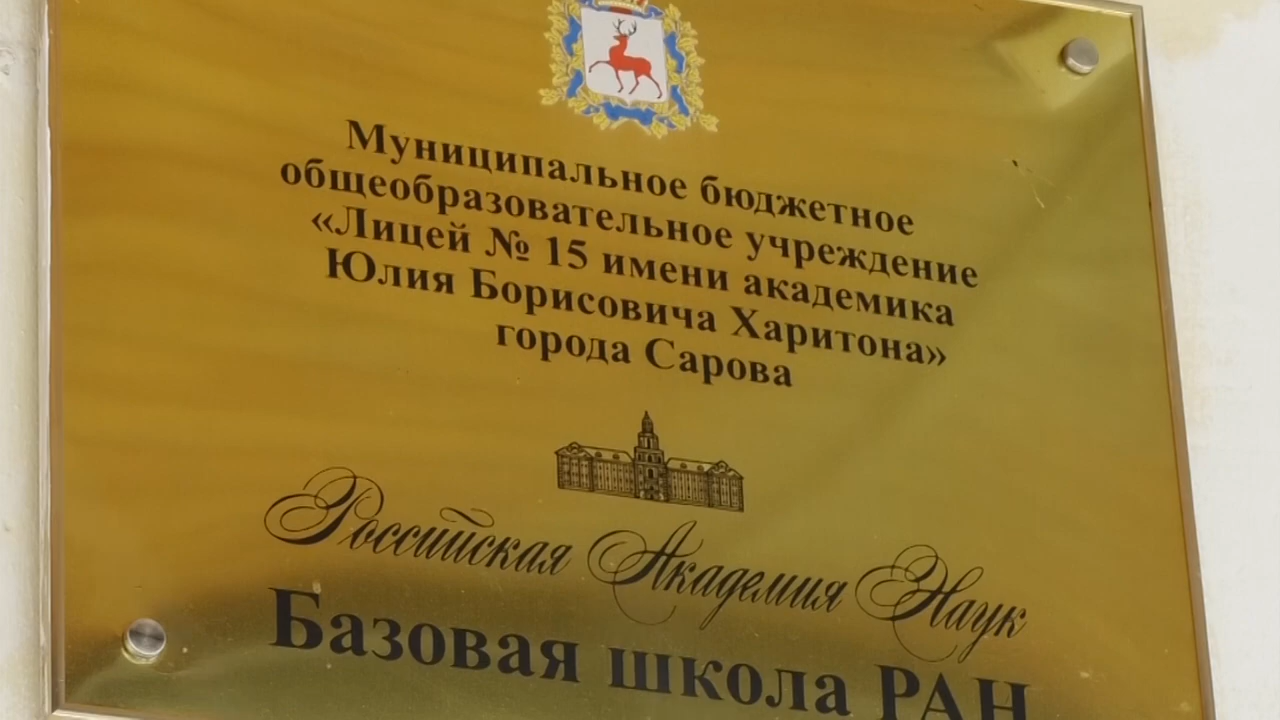 Муниципальное бюджетное
общеобразовательное учреждение
«Лицей № 15 имени академика
Юлия Борисовича Харитона»
города Сарова
Российская Академия Наук
Базовая школа РАН